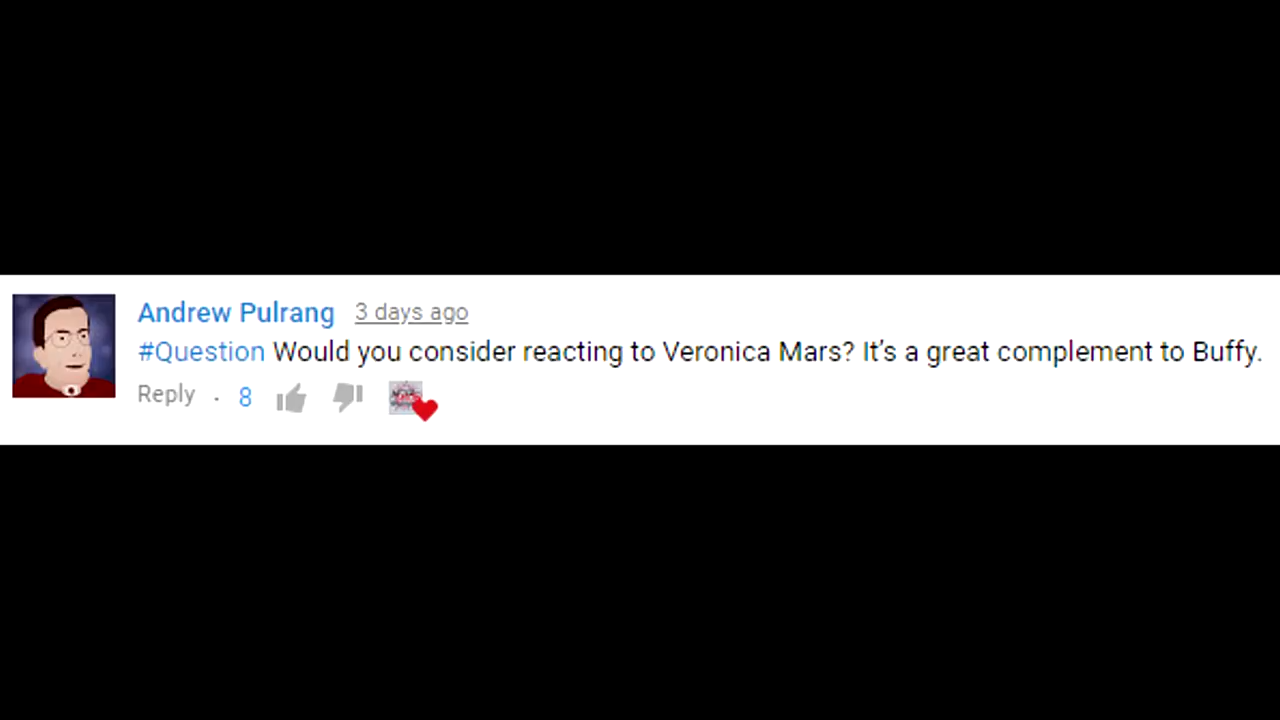 Andrew Pulrang 3 days ago
#Question Would you consider reacting to Veronica Mars? It's a great complement to Buffy.
Reply · 8